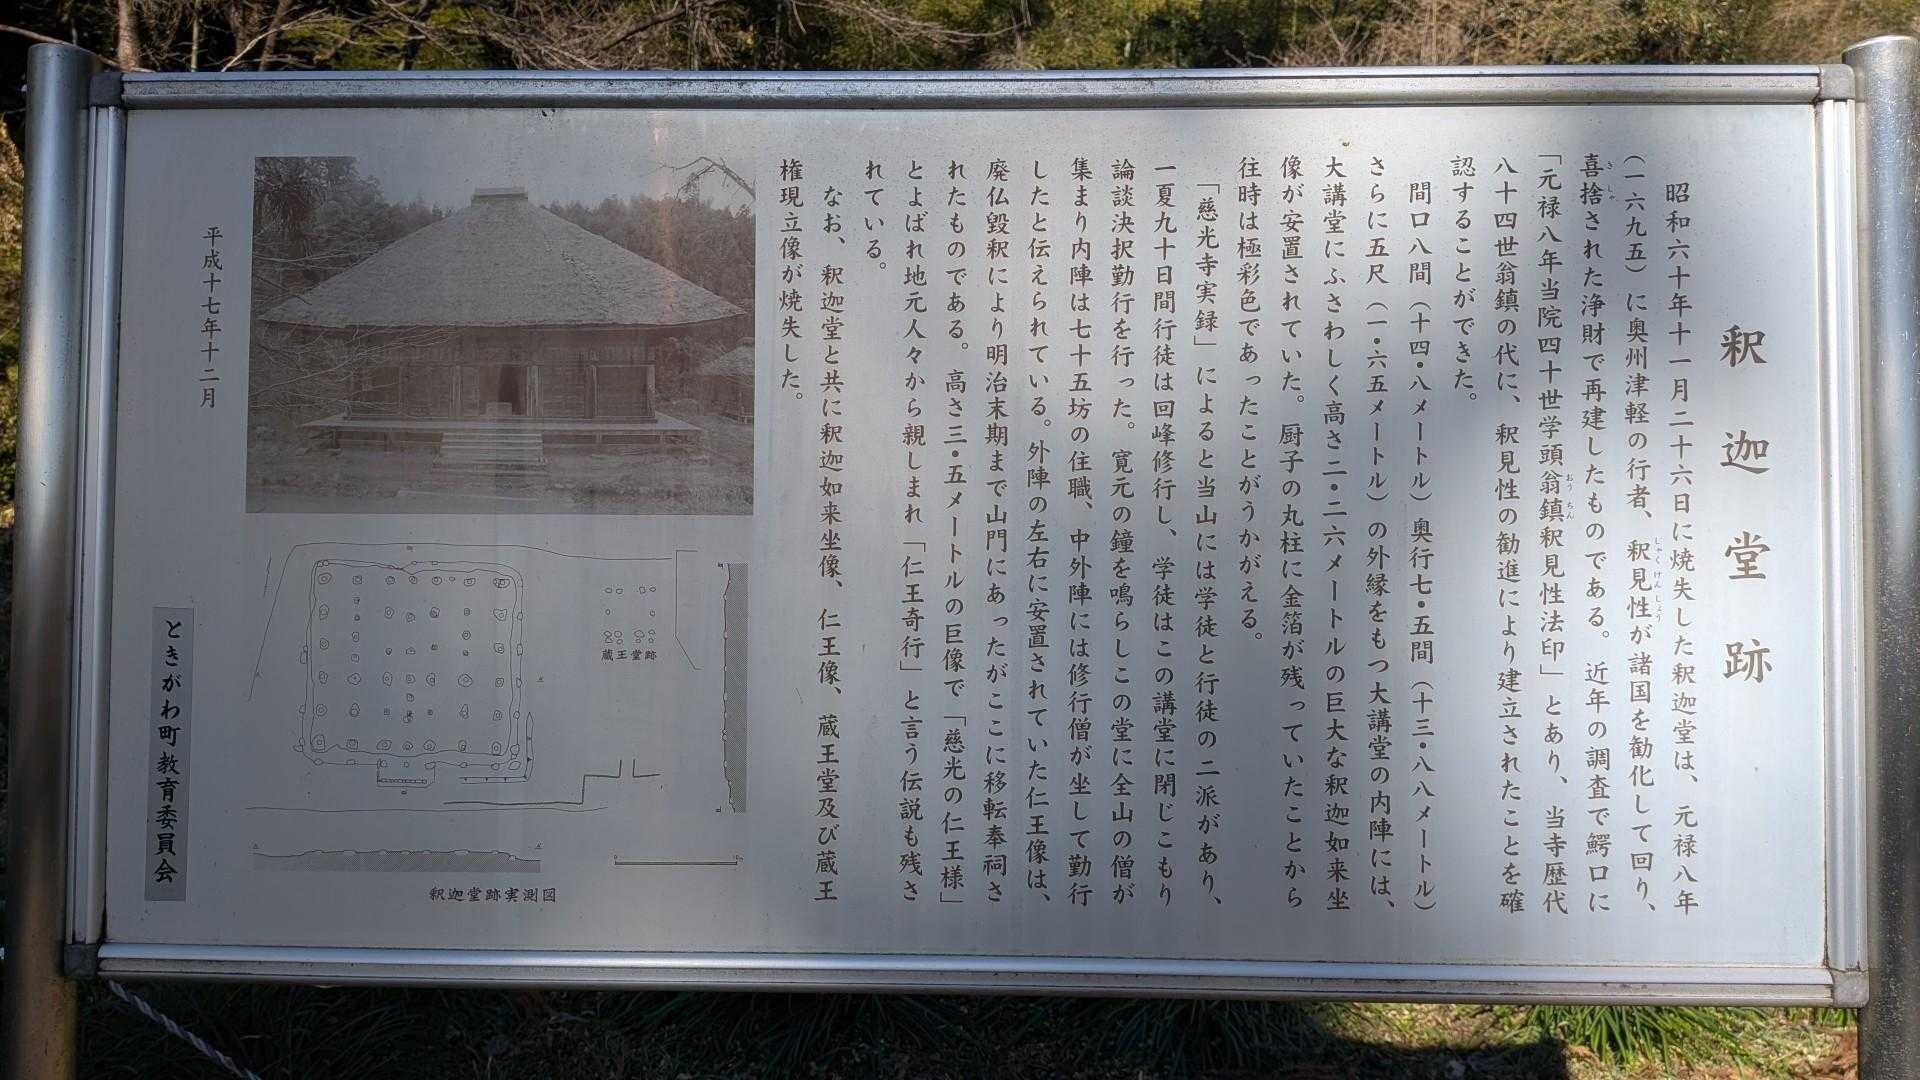 釈迦堂跡
昭和六十年十一月二十六日に焼失した釈迦堂は、元禄八年
（一六九五）に奥州津軽の行者、釈見性が諸国を勧化して回り、
しゃくけんしょう
喜捨された浄財で再建したものである。近年の調査で鰐口に
きしゃ
「元禄八年当院四十世学頭翁鎮釈見性法印」とあり、当寺歴代
おうちん
八十四世翁鎮の代に、釈見性の勧進により建立されたことを確
認することができた。
間口八間（十四・八メートル）奥行七・五間（十三・八八メートル）
さらに五尺（一・六五メートル）の外縁をもつ大講堂の内陣には、
大講堂にふさわしく高さ二・二六メートルの巨大な釈迦如来坐
像が安置されていた。厨子の丸柱に金箔が残っていたことから
往時は極彩色であったことがうかがえる。
「慈光寺実録」によると当山には学徒と行徒の二派があり、
一夏九十日間行徒は回峰修行し、学徒はこの講堂に閉じこもり
論談決択勤行を行った。寛元の鐘を鳴らしこの堂に全山の僧が
集まり内陣は七十五坊の住職、中外陣には修行僧が坐して勤行
したと伝えられている。外陣の左右に安置されていた仁王像は、
廃仏毀釈により明治末期まで山門にあったがここに移転奉祠さ
れたものである。高さ三・五メートルの巨像で「慈光の仁王様」
とよばれ地元人々から親しまれ「仁王奇行」と言う伝説も残さ
れている。
なお、釈迦堂と共に釈迦如来坐像、仁王像、蔵王堂及び蔵王
権現立像が焼失した。
平成十七年十二月
蔵王堂跡
釈迦堂跡実測図
ときがわ町教育委員会